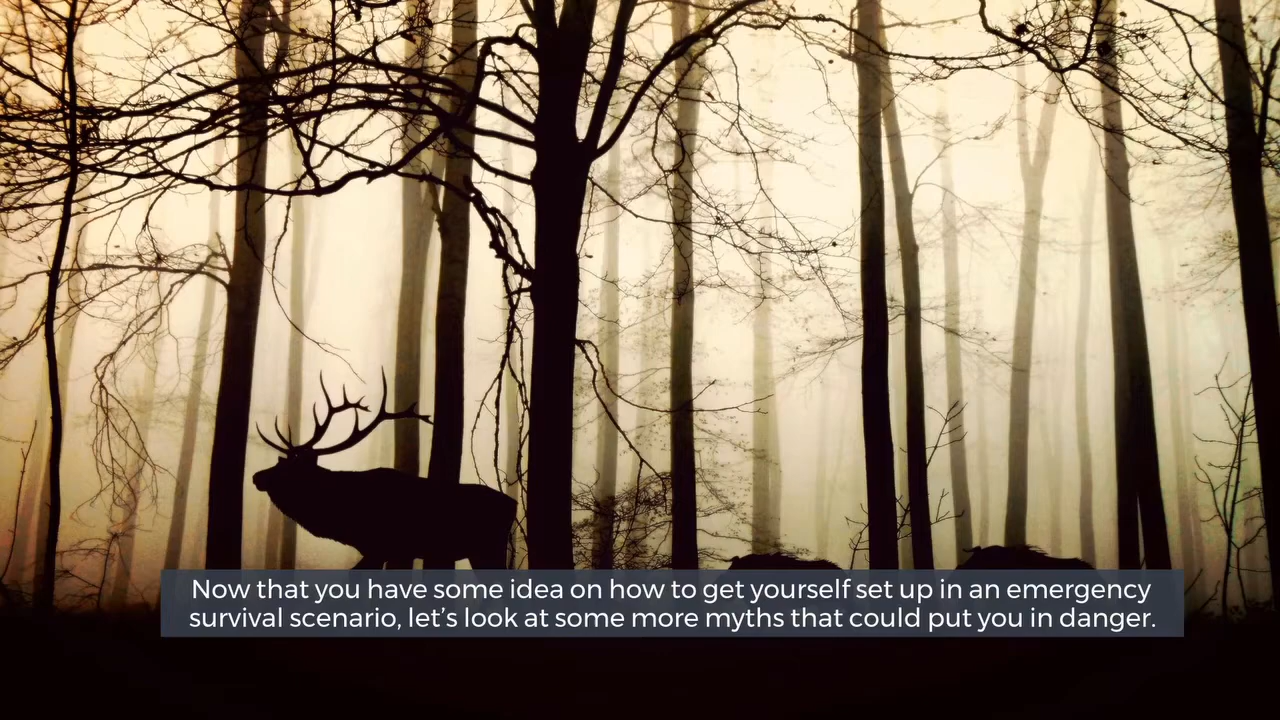 Now that you have some idea on how to get yourself set up in an emergency
survival scenario, let’s look at some more myths that could put you in danger.